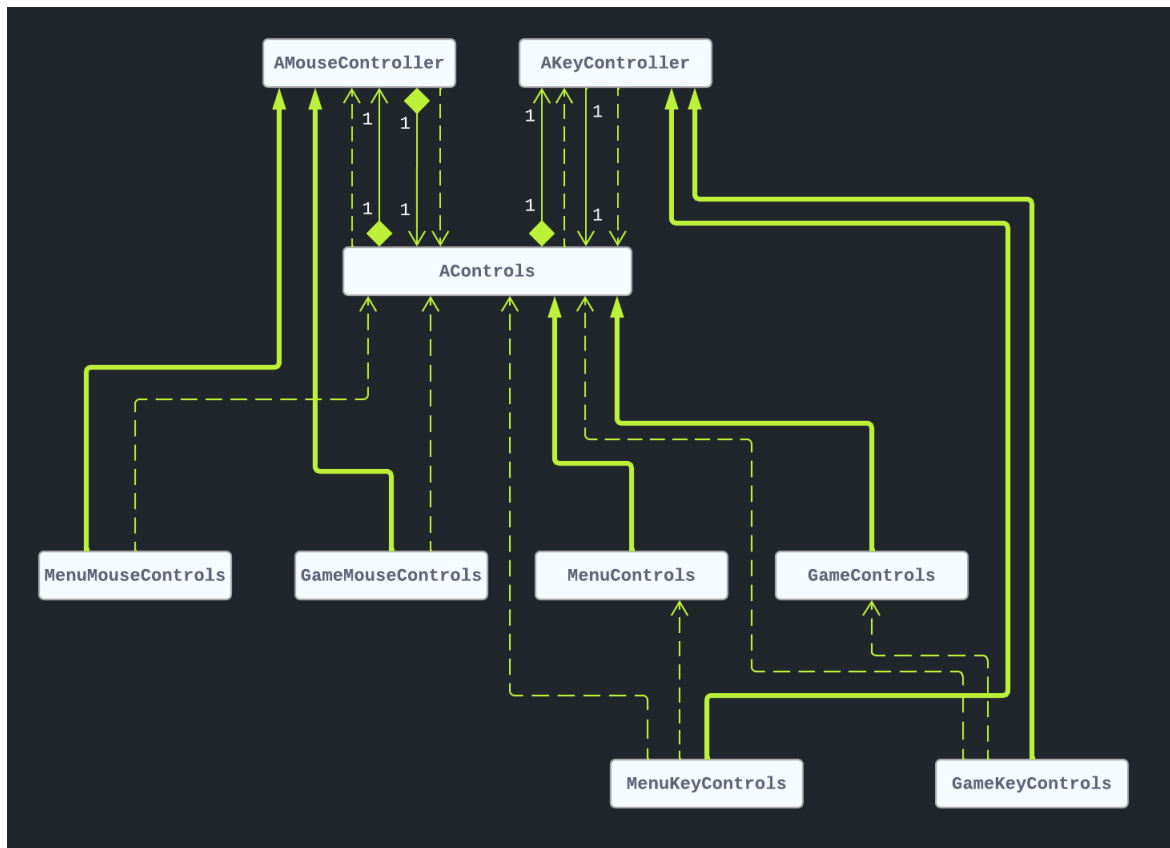 AMouseController
AKeyController
1
1
1
1
1
1
1
1
AControls
MenuMouseControls
GameMouseControls
MenuControls
GameControls
MenuKeyControls
GameKeyControls